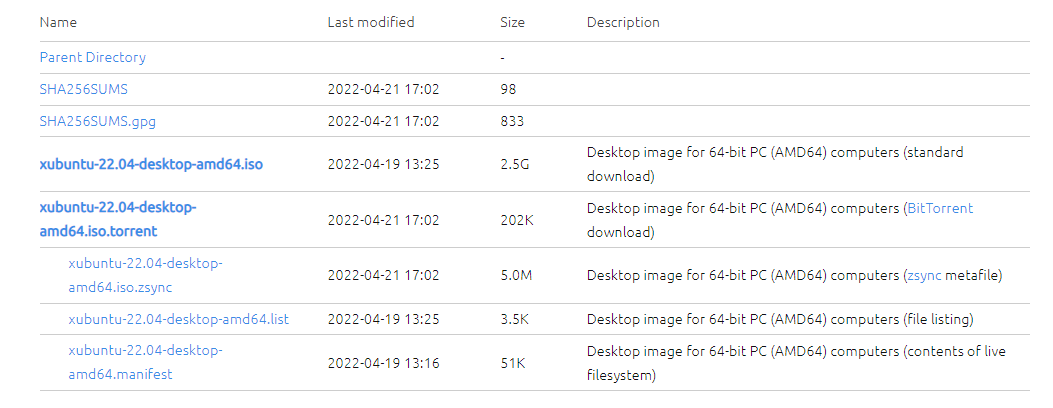 Name Last modified Size Description
Parent Directory -
SHA256SUMS 2022-04-21 17:02 98
SHA256SUMS.gpg 2022-04-21 17:02 833
xubuntu-22.04-desktop-amd64.iso 2022-04-19 13:25 2.5G Desktop image for 64-bit PC (AMD64) computers (standard
download)
xubuntu-22.04-desktop-
amd64.iso.torrent 2022-04-21 17:02 202K Desktop image for 64-bit PC (AMD64) computers (BitTorrent
download)
xubuntu-22.04-desktop-
amd64.iso.zsync 2022-04-21 17:02 5.0M Desktop image for 64-bit PC (AMD64) computers (zsync metafile)
xubuntu-22.04-desktop-amd64.list 2022-04-19 13:25 3.5K Desktop image for 64-bit PC (AMD64) computers (file listing)
xubuntu-22.04-desktop-
amd64.manifest 2022-04-19 13:16 51K Desktop image for 64-bit PC (AMD64) computers (contents of live
filesystem)